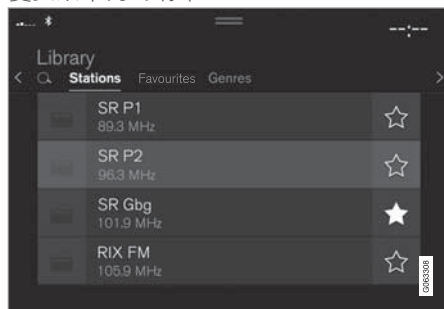 --:--
Library
Stations Favourites Genres
SR P1
89.3 MHz
SR P2
96.3 MHz
SR Gbg
101.9 MHz
RIX FM
105.9 MHz
G063308